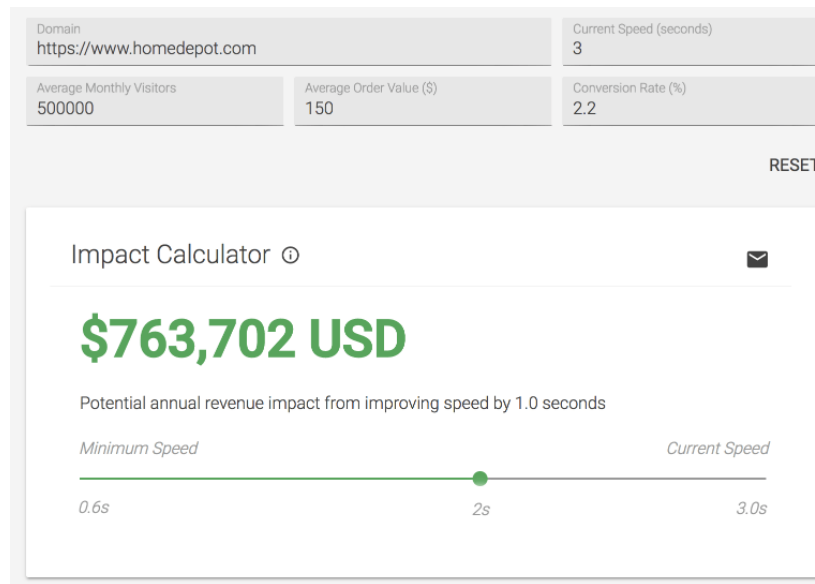 Domain
https://www.homedepot.com
Current Speed (seconds)
3
Average Monthly Visitors
500000
Average Order Value ($)
150
Conversion Rate (%)
2.2
RESET
Impact Calculator
$763,702 USD
Potential annual revenue impact from improving speed by 1.0 seconds
Minimum Speed
Current Speed
0.6s
2s
3.0s